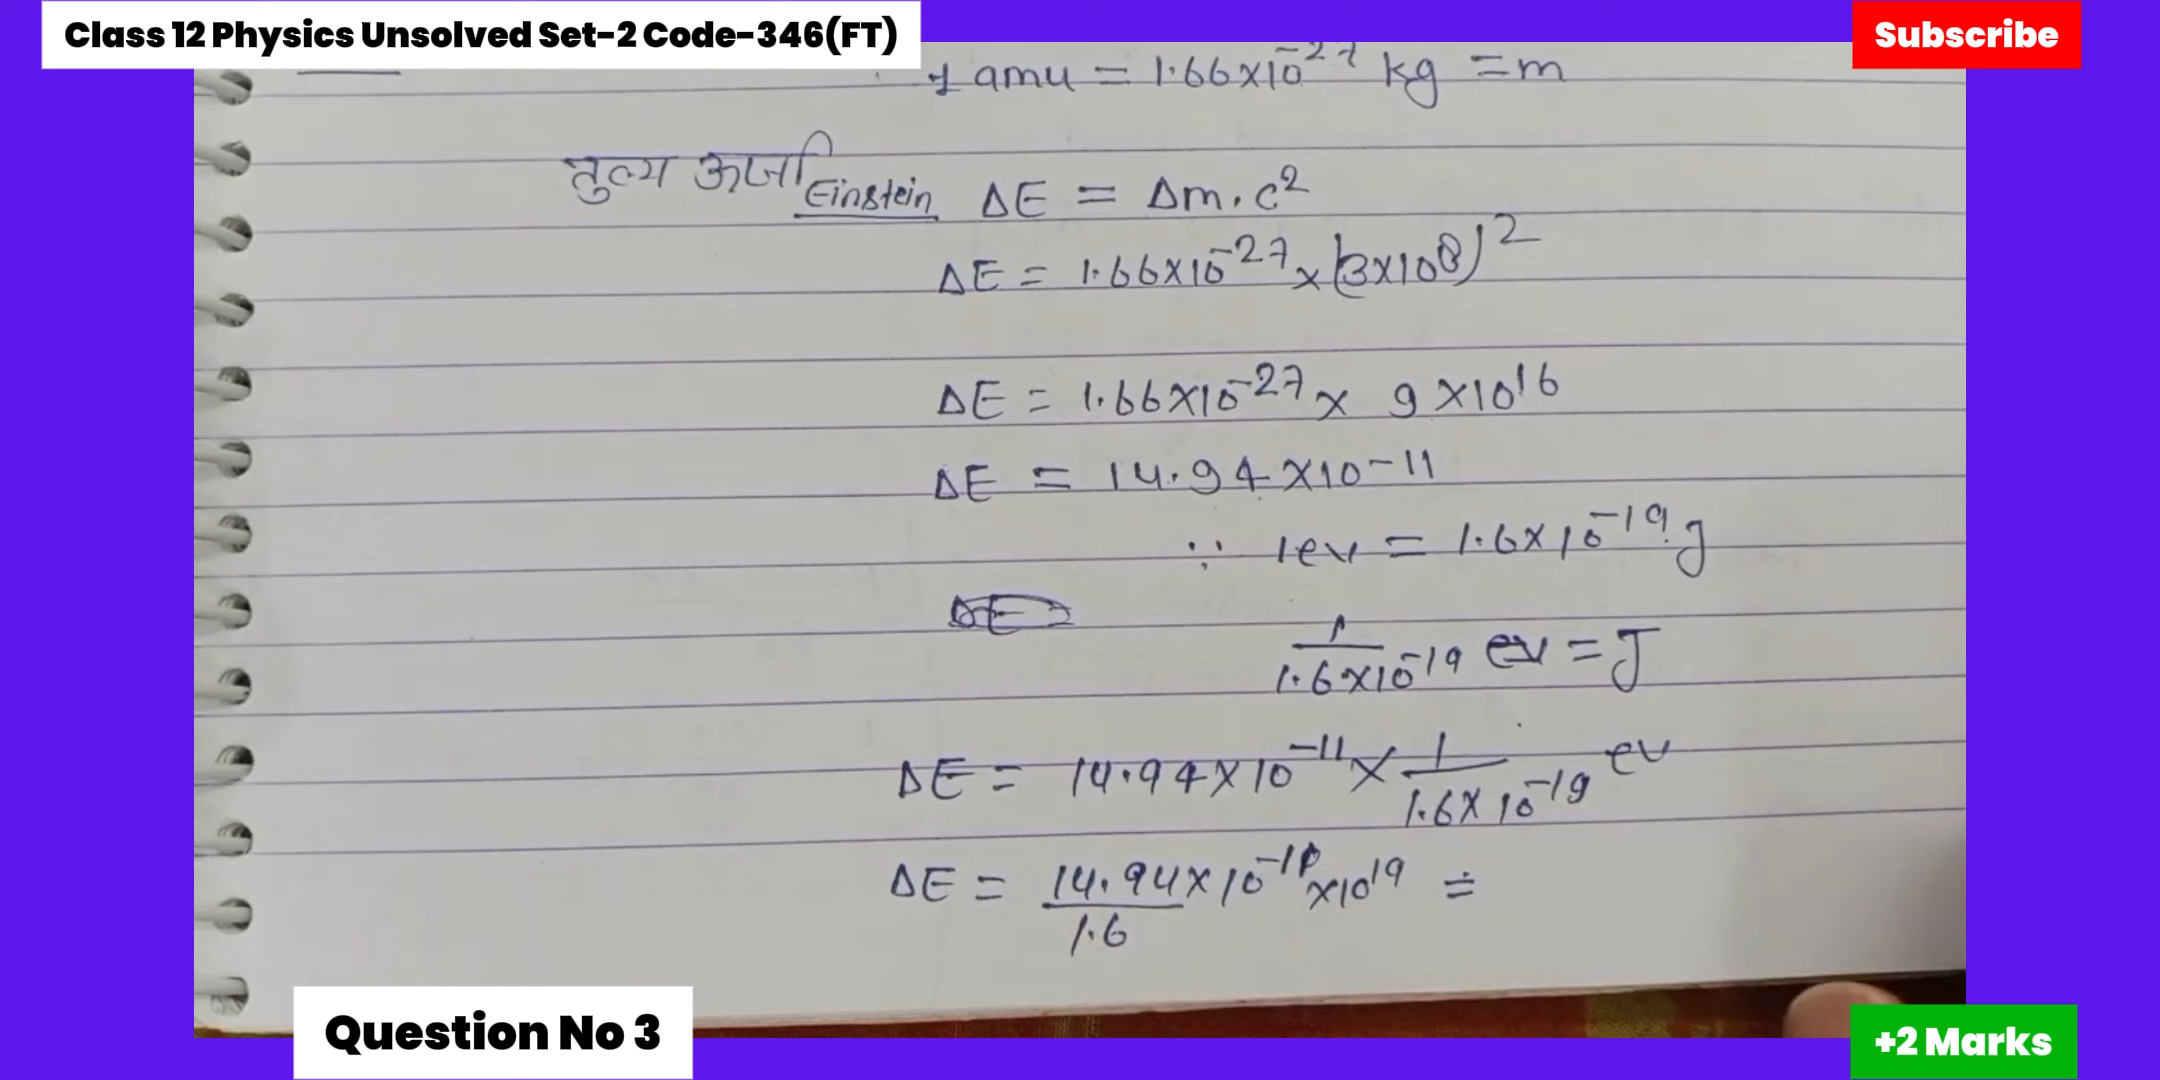 Class 12 Physics Unsolved Set-2 Code-346(FT)
Subscribe
1 amu = 1.66×10⁻²⁷ kg = m
तुल्य ऊर्जा Einstein ΔE = Δm.c²
ΔE = 1.66×10⁻²⁷ × (3×10⁸)²
ΔE = 1.66×10⁻²⁷ × 9×10¹⁶
ΔE = 14.94×10-11
∵ 1ev = 1.6×10⁻¹⁹ J
ΔE =
1/1.6×10⁻¹⁹ ev = J
ΔE = 14.94×10⁻¹¹ × 1/1.6×10⁻¹⁹ ev
ΔE = 14.94/1.6 ×10⁻¹¹ ×10¹⁹ =
Question No 3
+2 Marks